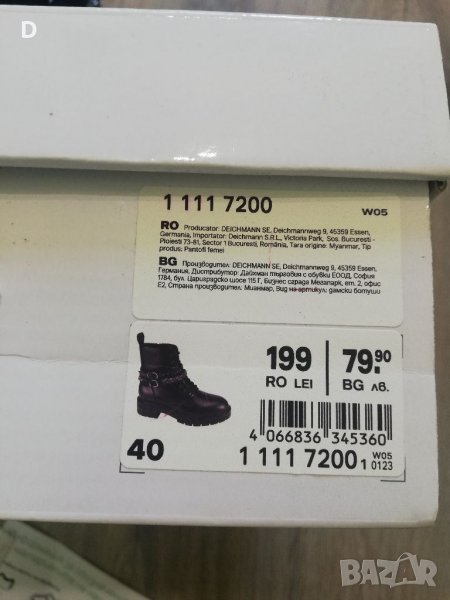 D
1 111 7200
W05
RO Producator: DEICHMANN SE, Deichmannweg 9, 45359 Essen,
Germania, Importator: Deichmann S.R.L., Victoria Park, Sos. Bucuresti -
Ploiesti 73-81, Sector 1 Bucuresti, România, Tara origine: Myanmar, Tip
produs: Pantofi femei
BG Производител: DEICHMANN SE, Deichmannweg 9, 45359 Essen,
Германия, Дистрибутор: Дайхман търговия с обувки ЕООД, София
1784, бул. Цариградско шосе 115 Г, Бизнес сграда Мегапарк, ет. 2, офис
Е2, Страна производител: Мианмар, Вид на артикул: дамски ботуши
199
RO LEI
79.90
BG лв.
4 066836 345360
40
1 111 7200 1
W05
0123
BAZAR